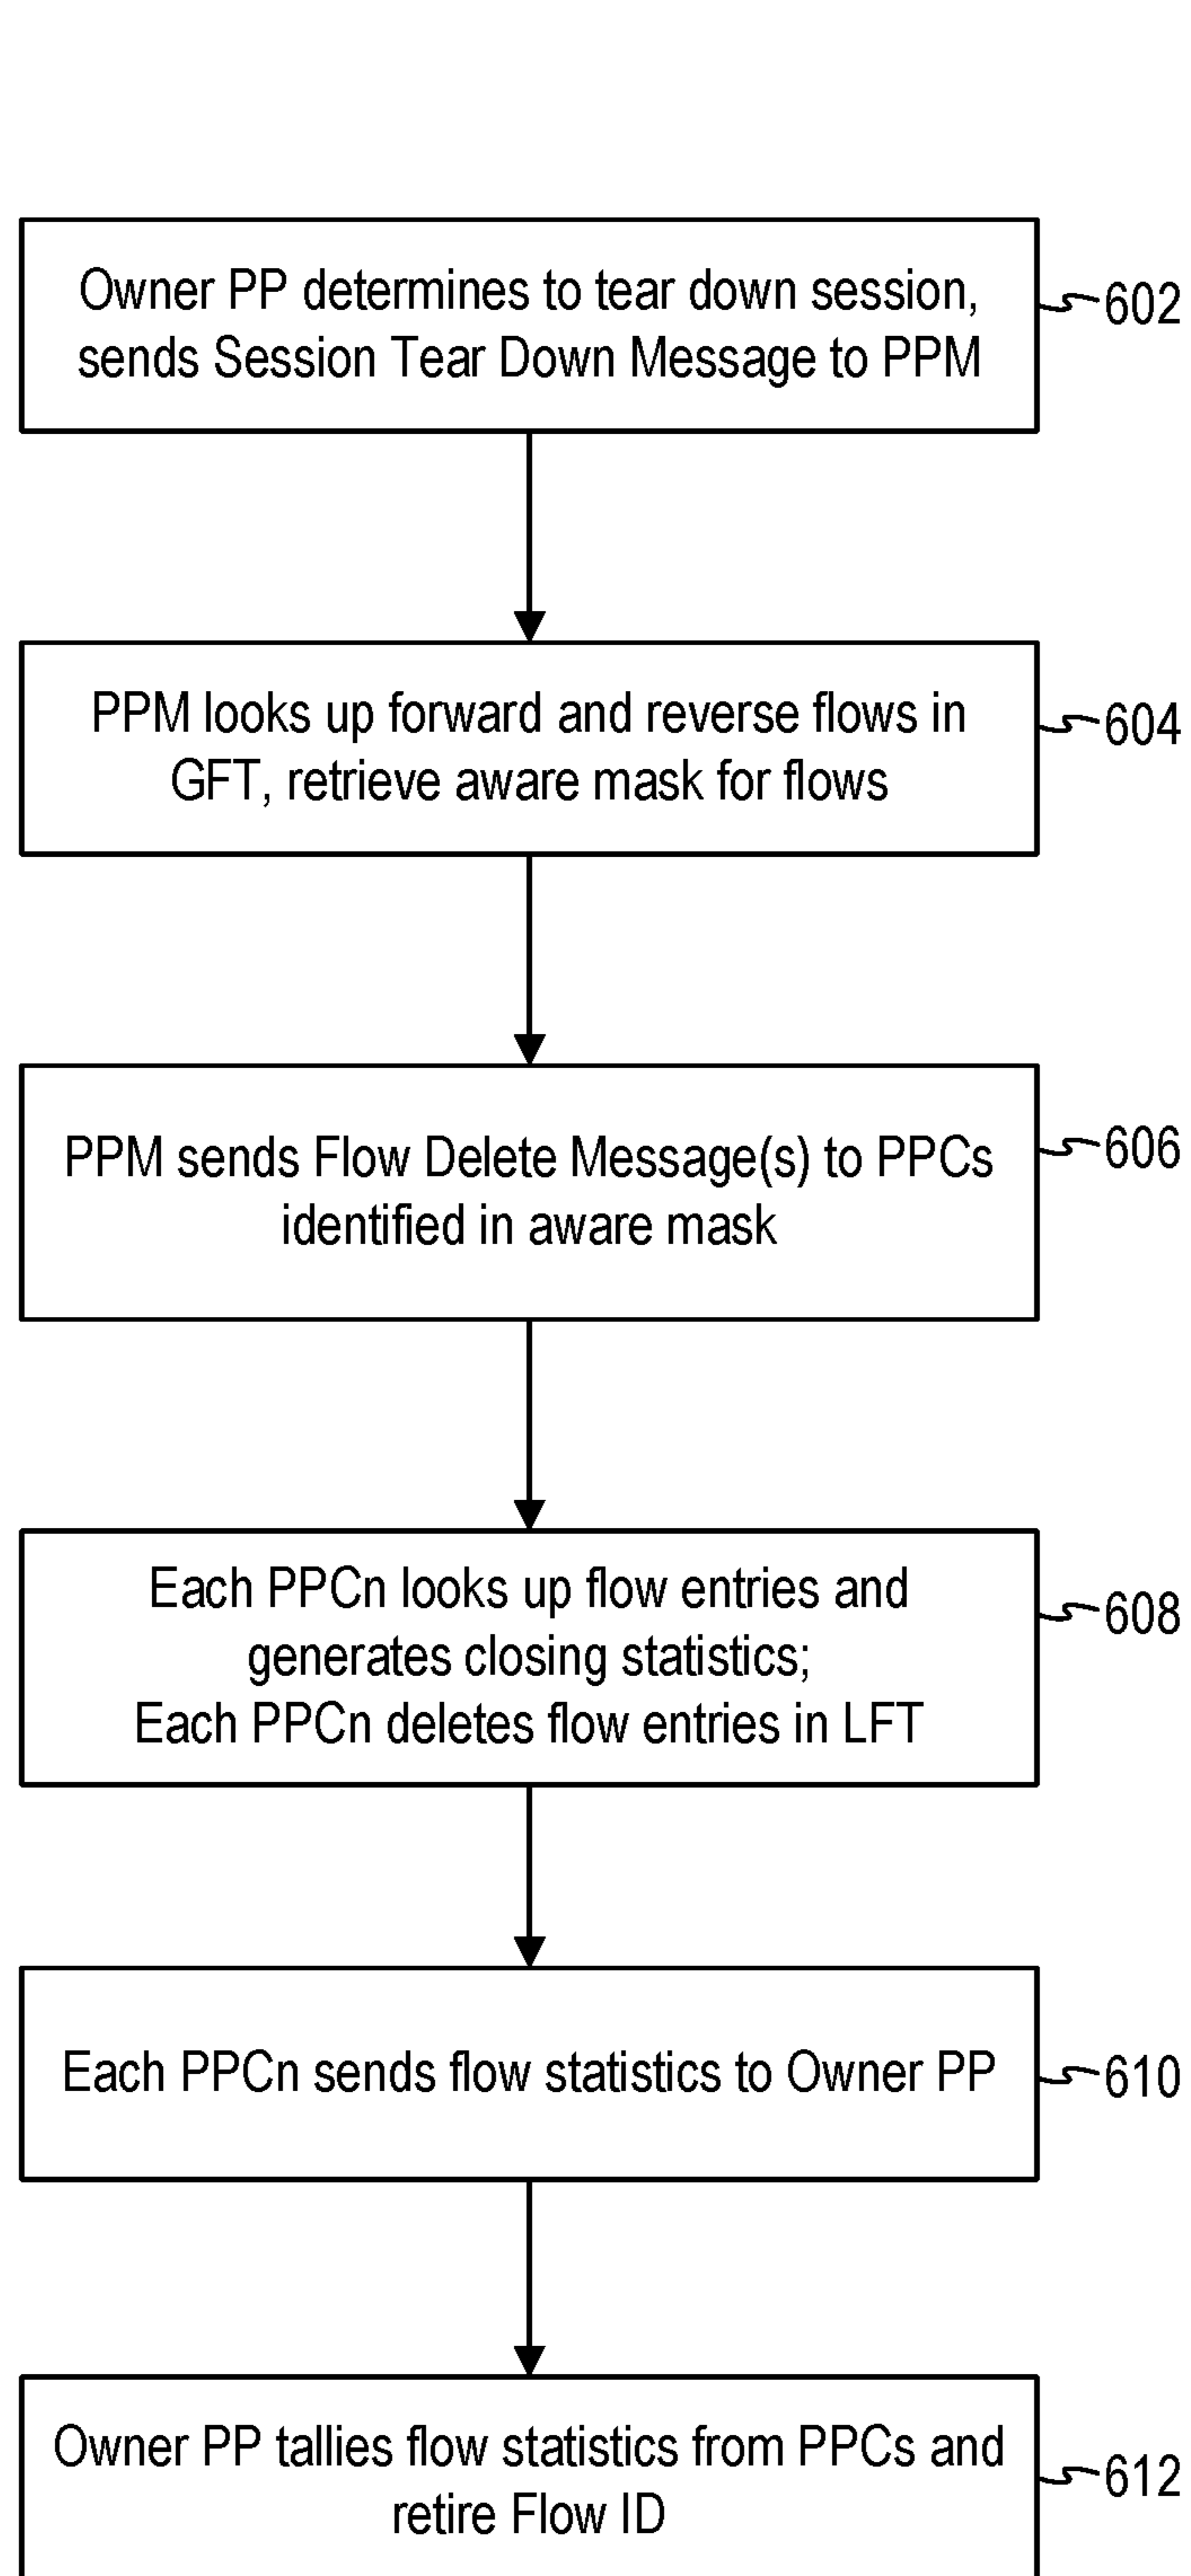 Owner PP determines to tear down session,
sends Session Tear Down Message to PPM
602
PPM looks up forward and reverse flows in
GFT, retrieve aware mask for flows
604
PPM sends Flow Delete Message(s) to PPCs
identified in aware mask
606
Each PPCn looks up flow entries and
generates closing statistics;
Each PPCn deletes flow entries in LFT
608
Each PPCn sends flow statistics to Owner PP
610
Owner PP tallies flow statistics from PPCs and
retire Flow ID
612